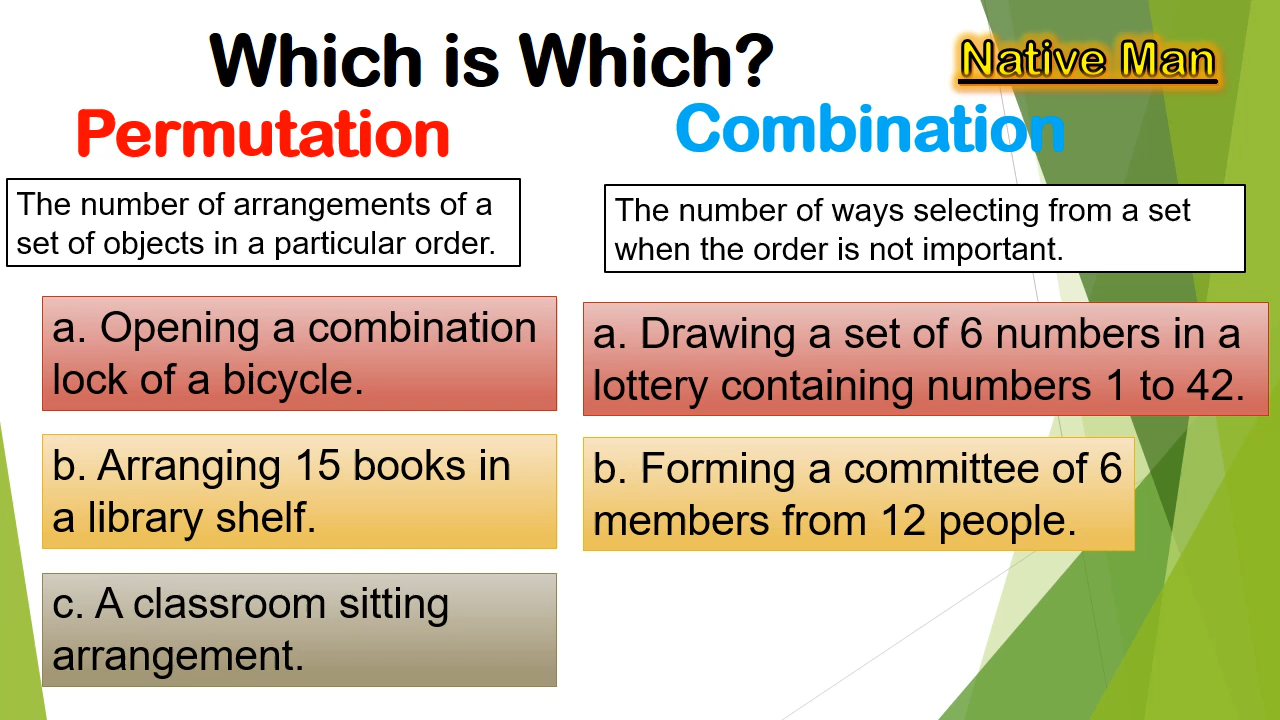 Which is Which?
Native Man
Permutation
Combination
The number of arrangements of a
set of objects in a particular order.
The number of ways selecting from a set
when the order is not important.
a. Opening a combination
lock of a bicycle.
b. Arranging 15 books in
a library shelf.
c. A classroom sitting
arrangement.
a. Drawing a set of 6 numbers in a
lottery containing numbers 1 to 42.
b. Forming a committee of 6
members from 12 people.